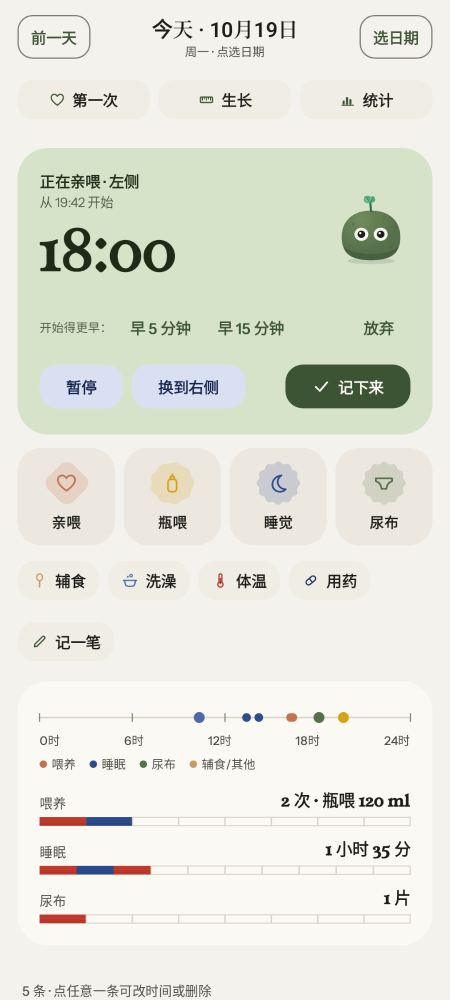 前一天
今天 · 10月19日
周一 · 点选日期
选日期
第一次
生长
统计
正在亲喂 · 左侧
从 19:42 开始
18:00
开始得更早：
早 5 分钟
早 15 分钟
放弃
暂停
换到右侧
记下来
亲喂
瓶喂
睡觉
尿布
辅食
洗澡
体温
用药
记一笔
0时
6时
12时
18时
24时
喂养
睡眠
尿布
辅食/其他
喂养
2 次 · 瓶喂 120 ml
睡眠
1 小时 35 分
尿布
1 片
5 条 · 点任意一条可改时间或删除